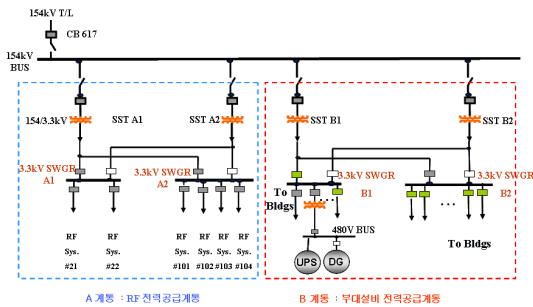 154kV T/L
CB 617
154kV
BUS
154/3.3kV
SST A1
SST A2
SST B1
SST B2
3.3kV SWGR
A1
3.3kV SWGR
A2
3.3kV SWGR
B1
3.3kV SWGR
B2
To
Bldgs
480V BUS
UPS
DG
To Bldgs
RF
Sys.
#21
RF
Sys.
#22
RF
Sys.
#101
RF
Sys.
#102
RF
Sys.
#103
RF
Sys.
#104
A 계통 : RF 전력공급계통
B 계통 : 부대설비 전력공급계통